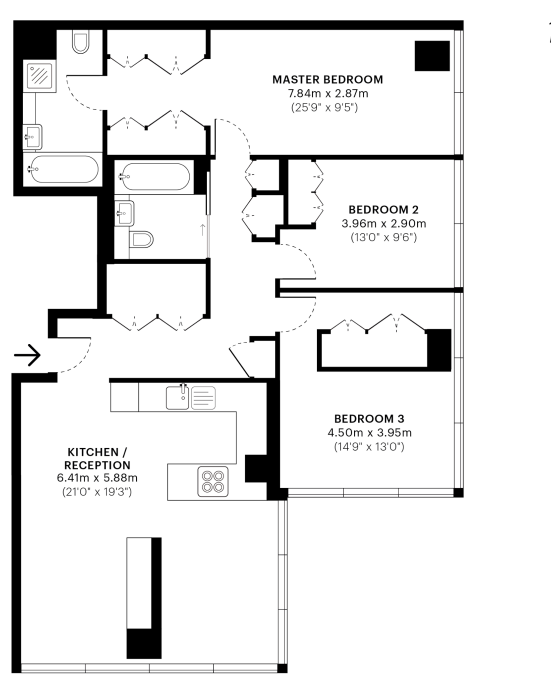 MASTER BEDROOM
7.84m x 2.87m
(25'9" x 9'5")
BEDROOM 2
3.96m x 2.90m
(13'0" x 9'6")
BEDROOM 3
4.50m x 3.95m
(14'9" x 13'0")
KITCHEN /
RECEPTION
6.41m x 5.88m
(21'0" x 19'3")